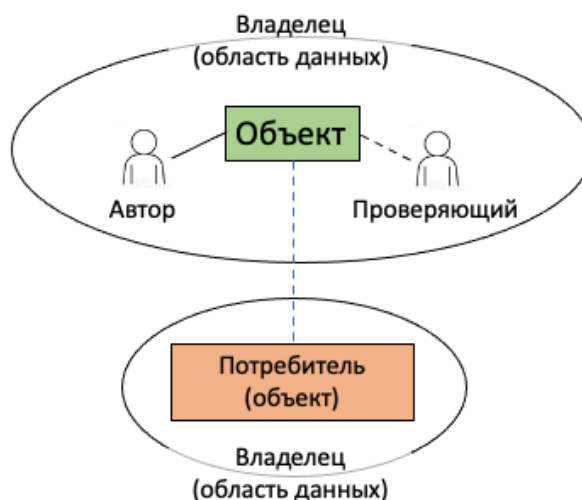 Владелец
(область данных)
Объект
Автор
Проверяющий
Потребитель
(объект)
Владелец
(область данных)